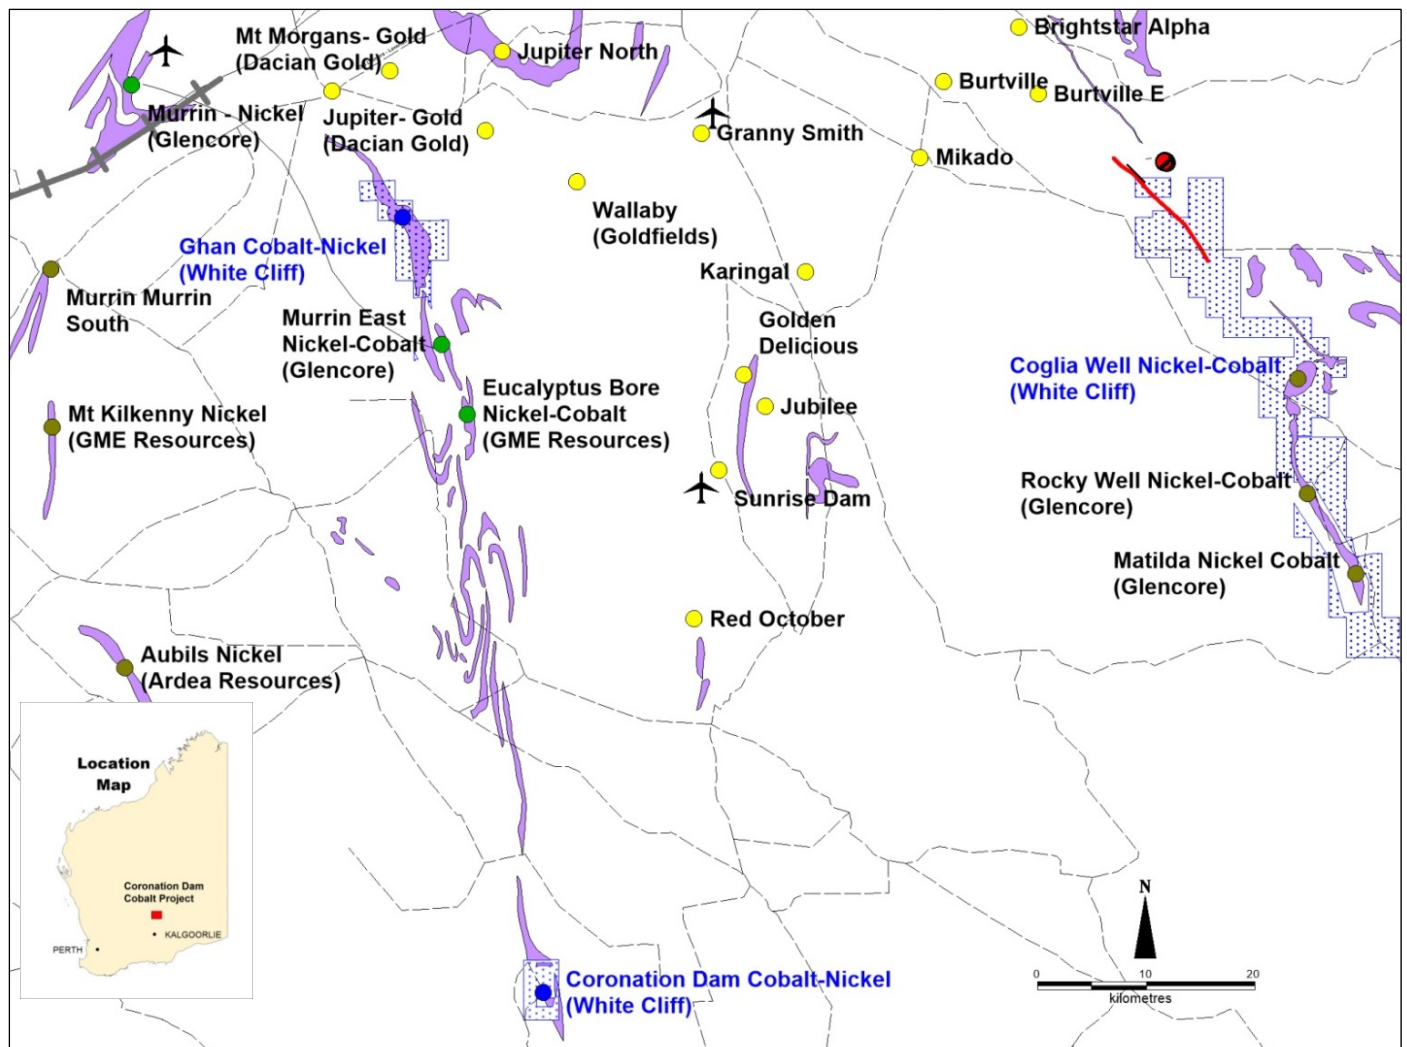 Brightstar Alpha
Mt Morgans- Gold
(Dacian Gold)
Jupiter North
Burtville
Burtville E
Murrin - Nickel
(Glencore)
Jupiter- Gold
(Dacian Gold)
Granny Smith
Mikado
Wallaby
(Goldfields)
Ghan Cobalt-Nickel
(White Cliff)
Karingal
Murrin Murrin
South
Murrin East
Nickel-Cobalt
(Glencore)
Golden
Delicious
Coglia Well Nickel-Cobalt
(White Cliff)
Eucalyptus Bore
Nickel-Cobalt
(GME Resources)
Jubilee
Mt Kilkenny Nickel
(GME Resources)
Sunrise Dam
Rocky Well Nickel-Cobalt
(Glencore)
Matilda Nickel Cobalt
(Glencore)
Red October
Aubils Nickel
(Ardea Resources)
Location
Map
Coronation Dam
Cobalt Project
KALGOORLIE
PERTH
N
0 10 20
kilometres
Coronation Dam Cobalt-Nickel
(White Cliff)